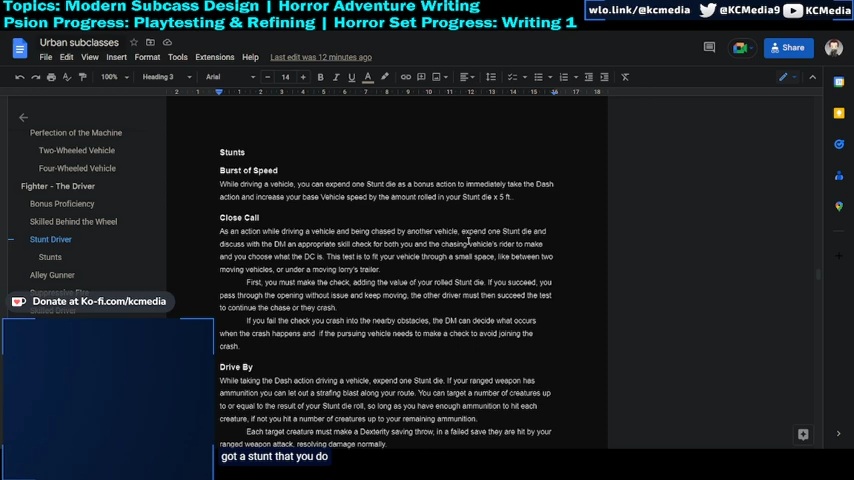 Topics: Modern Subcass Design | Horror Adventure Writing
Psion Progress: Playtesting & Refining | Horror Set Progress: Writing 1
wlo.link/@kcmedia
@KCMedia9
KCMedia
Urban subclasses
File Edit View Insert Format Tools Extensions Help Last edit was 12 minutes ago
Share
100% Heading 3 Arial 14
Perfection of the Machine
Two-Wheeled Vehicle
Four-Wheeled Vehicle
Fighter - The Driver
Bonus Proficiency
Skilled Behind the Wheel
Stunt Driver
Stunts
Alley Gunner
Donate at Ko-fi.com/kcmedia
Stunts
Burst of Speed
While driving a vehicle, you can expend one Stunt die as a bonus action to immediately take the Dash
action and increase your base Vehicle speed by the amount Rolled in your Stunt die x 5 ft..
Close Call
As an action while driving a vehicle and being chased by another vehicle, expend one Stunt die and
discuss with the DM an appropriate skill check for both you and the chasing vehicle's rider to make
and you choose what the DC is. This test is to fit your vehicle through a small space, like between two
moving vehicles, or under a moving lorry's trailer.
First, you must make the check, adding the value of your rolled Stunt die. If you succeed, you
pass through the opening without issue and keep moving, the other driver must then succeed the test
to continue the chase or they crash.
If you fail the check you crash into the nearby obstacles, the DM can decide what occurs
when the crash happens and if the pursuing vehicle needs to make a check to avoid joining the
crash.
Drive By
While taking the Dash action driving a vehicle, expend one Stunt die. If your ranged weapon has
ammunition you can let out a strafing blast along your route. You can target a number of creatures up
to or equal to the result of your Stunt die roll, so long as you have enough ammunition to hit each
creature, if not you hit a number of creatures up to your remaining ammunition.
Each target creature must make a Dexterity saving throw, in a failed save they are hit by your
ranged weapon attack, resolving damage normally.
got a stunt that you do